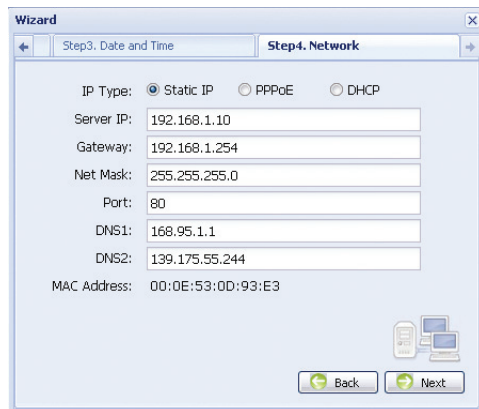 Wizard
Step3. Date and Time
Step4. Network
IP Type: Static IP PPPoE DHCP
Server IP: 192.168.1.10
Gateway: 192.168.1.254
Net Mask: 255.255.255.0
Port: 80
DNS1: 168.95.1.1
DNS2: 139.175.55.244
MAC Address: 00:0E:53:0D:93:E3
Back Next